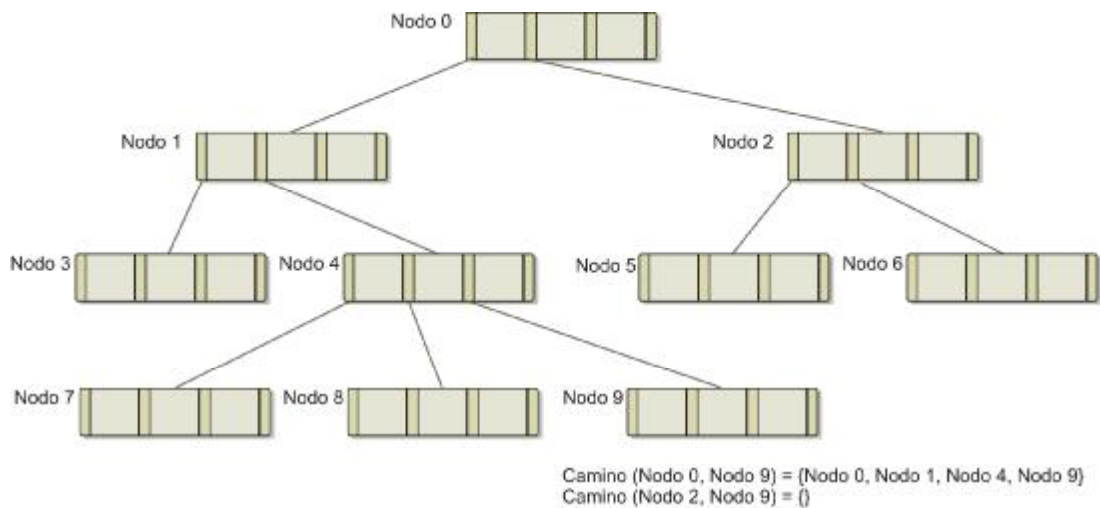 Nodo 0
Nodo 1
Nodo 2
Nodo 3
Nodo 4
Nodo 5
Nodo 6
Nodo 7
Nodo 8
Nodo 9
Camino (Nodo 0, Nodo 9) = {Nodo 0, Nodo 1, Nodo 4, Nodo 9}
Camino (Nodo 2, Nodo 9) = {}